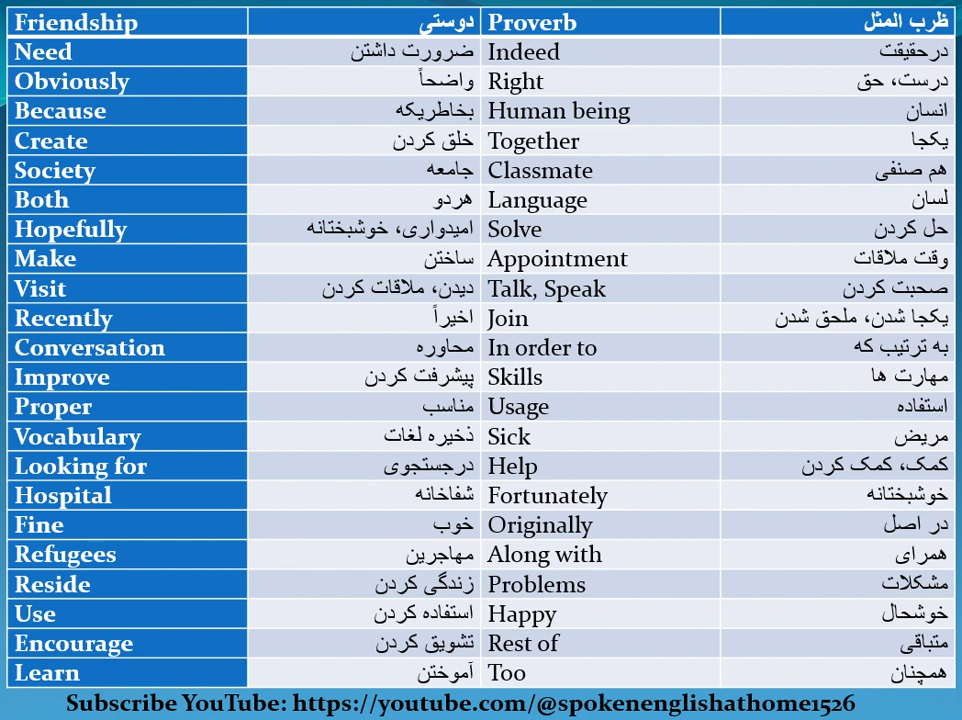 Friendship دوستی Proverb ظرب المثل
Need ضرورت داشتن Indeed درحقیقت
Obviously واضحاً Right درست، حق
Because بخاطریکه Human being انسان
Create خلق کردن Together یکجا
Society جامعه Classmate هم صنفی
Both هردو Language لسان
Hopefully امیدواری، خوشبختانه Solve حل کردن
Make ساختن Appointment وقت ملاقات
Visit دیدن، ملاقات کردن Talk, Speak صحبت کردن
Recently اخیراً Join یکجا شدن، ملحق شدن
Conversation محاوره In order to به ترتیب که
Improve پیشرفت کردن Skills مهارت ها
Proper مناسب Usage استفاده
Vocabulary ذخیره لغات Sick مریض
Looking for درجستجوی Help کمک، کمک کردن
Hospital شفاخانه Fortunately خوشبختانه
Fine خوب Originally در اصل
Refugees مهاجرین Along with همرای
Reside زندگی کردن Problems مشکلات
Use استفاده کردن Happy خوشحال
Encourage تشویق کردن Rest of متباقی
Learn آموختن Too همچنان
Subscribe YouTube: https://youtube.com/@spokenenglishathome1526